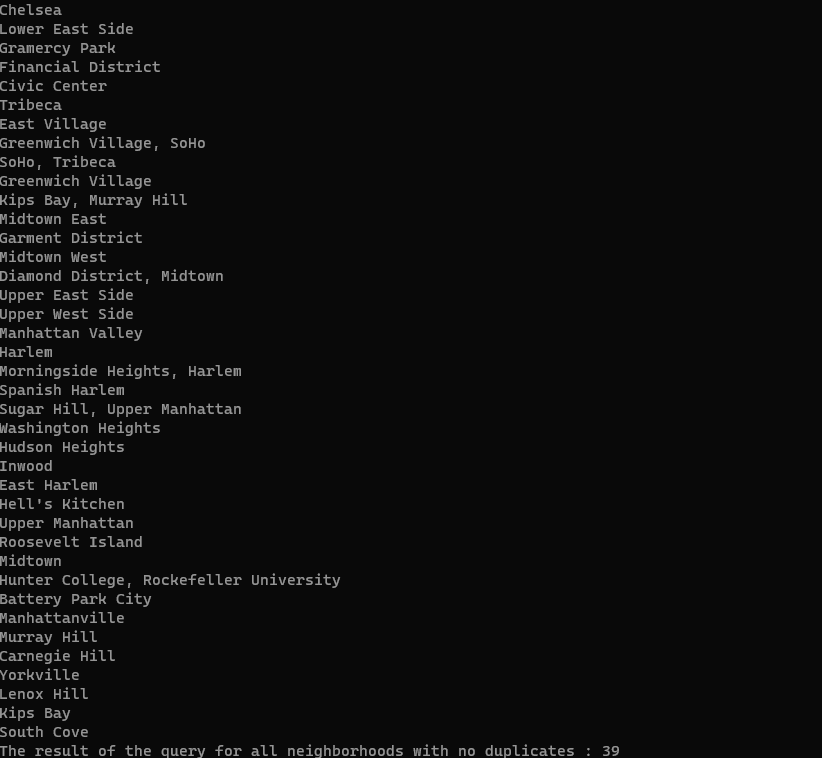 Chelsea
Lower East Side
Gramercy Park
Financial District
Civic Center
Tribeca
East Village
Greenwich Village, SoHo
SoHo, Tribeca
Greenwich Village
Kips Bay, Murray Hill
Midtown East
Garment District
Midtown West
Diamond District, Midtown
Upper East Side
Upper West Side
Manhattan Valley
Harlem
Morningside Heights, Harlem
Spanish Harlem
Sugar Hill, Upper Manhattan
Washington Heights
Hudson Heights
Inwood
East Harlem
Hell's Kitchen
Upper Manhattan
Roosevelt Island
Midtown
Hunter College, Rockefeller University
Battery Park City
Manhattanville
Murray Hill
Carnegie Hill
Yorkville
Lenox Hill
Kips Bay
South Cove
The result of the query for all neighborhoods with no duplicates : 39